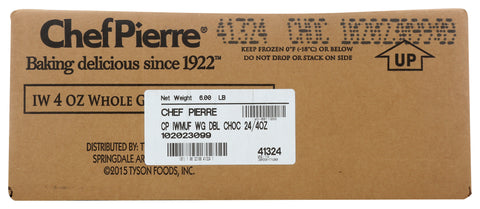 ChefPierre®
Baking delicious since 1922™
41324 CHOC
KEEP FROZEN 0°F (-18°C) OR BELOW
DO NOT DROP OR STACK ON SIDE
UP
IW 4 OZ WHOLE G
Net Weight 6.00 LB
CHEF PIERRE
CP IWMUF WG DBL CHOC 24/4OZ
102023099
41324
DISTRIBUTED BY: T
SPRINGDALE AR
©2015 TYSON FOODS, INC.